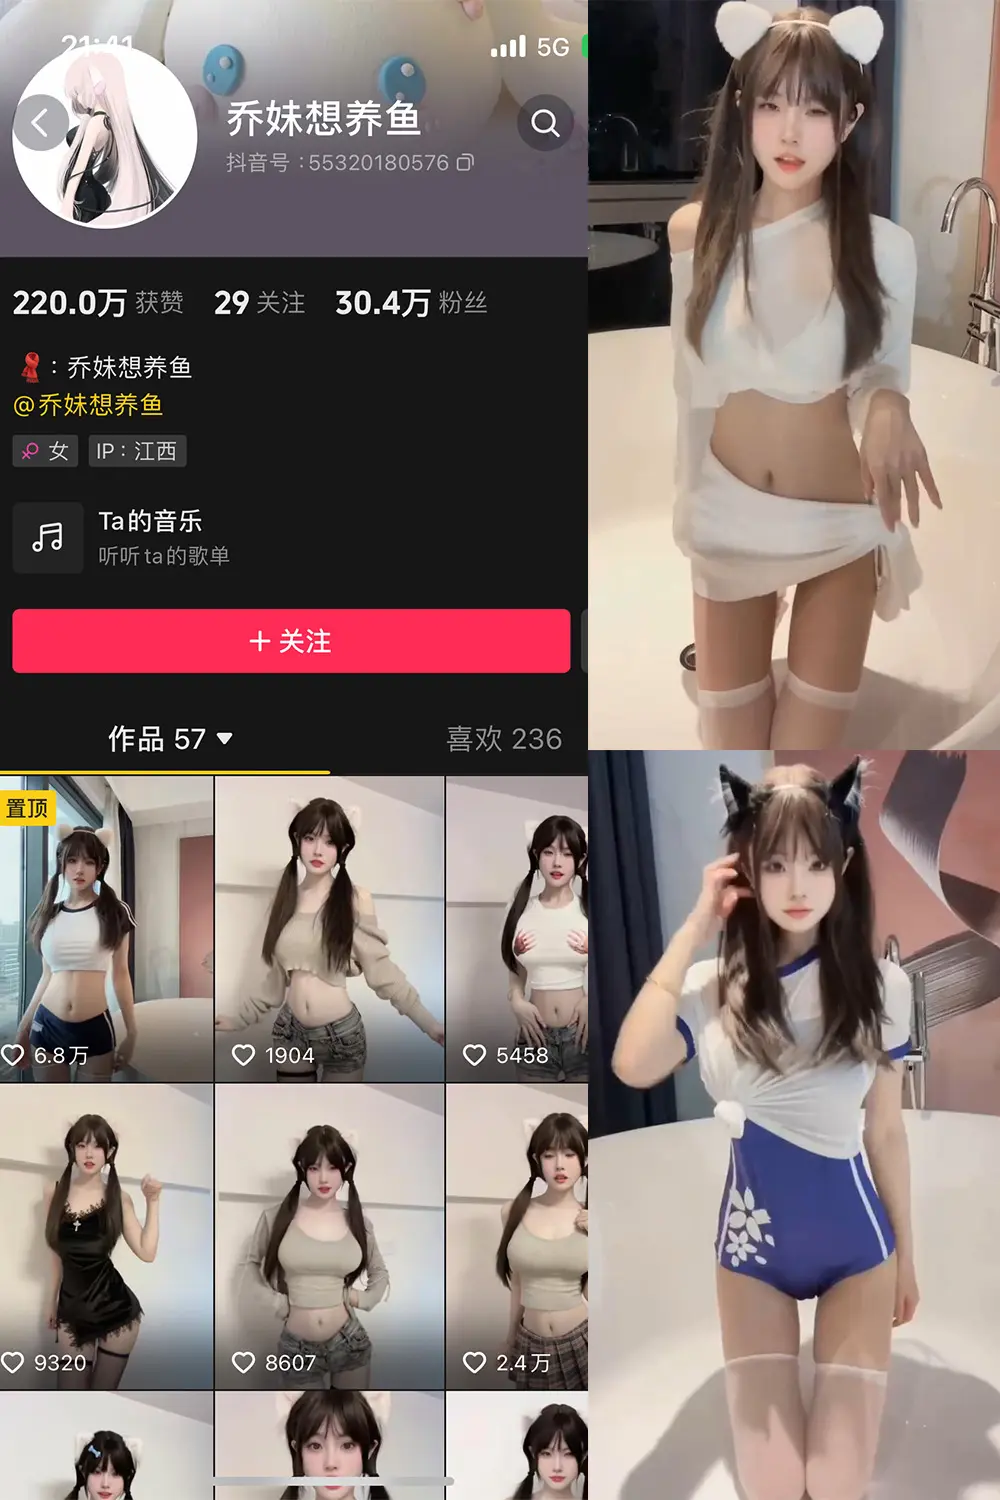 21:41
5G
乔妹想养鱼
抖音号：55320180576
220.0万 获赞 29 关注 30.4万 粉丝
：乔妹想养鱼
@乔妹想养鱼
女 IP：江西
Ta的音乐
听听ta的歌单
+ 关注
作品 57 喜欢 236
置顶
6.8万 1904 5458
9320 8607 2.4万